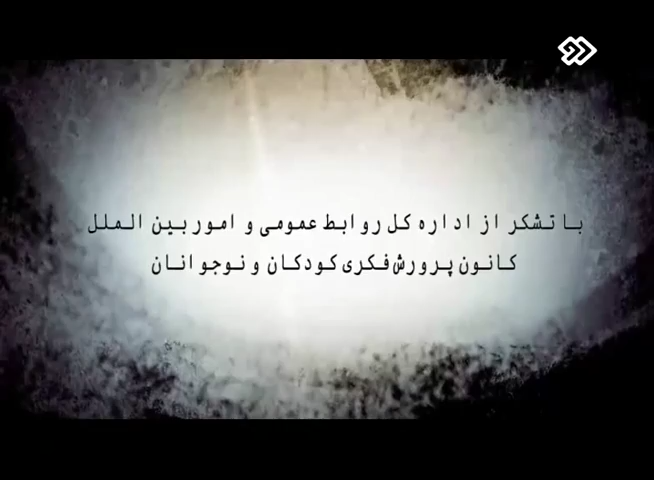 با تشکر از اداره کل روابط عمومی و امور بین الملل
کانون پرورش فکری کودکان و نوجوانان